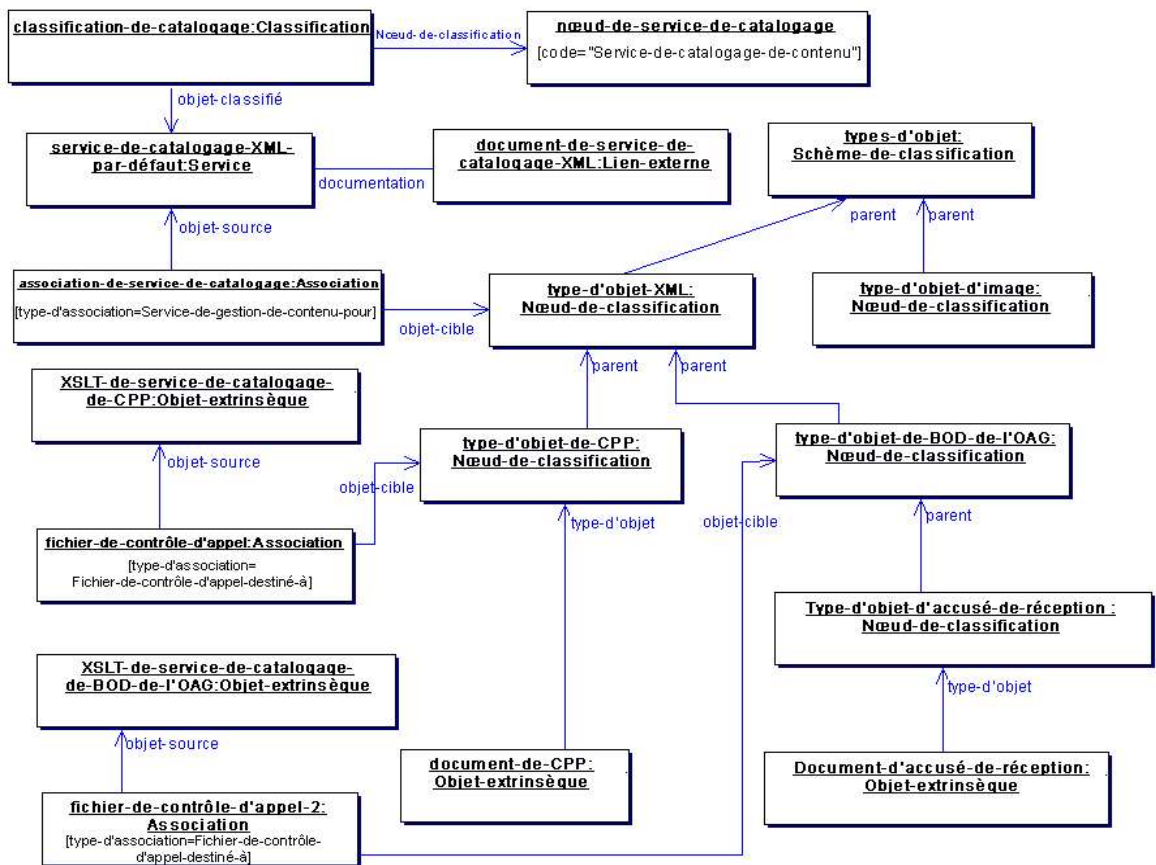 classification-de-catalogage:Classification
Nœud-de-classification
nœud-de-service-de-catalogage
[code="Service-de-catalogage-de-contenu"]
objet-classifié
service-de-catalogage-XML-
par-défaut:Service
documentation
document-de-service-de-
catalogage-XML:Lien-externe
types-d'objet:
Schème-de-classification
objet-source
parent
parent
association-de-service-de-catalogage:Association
[type-d'association=Service-de-gestion-de-contenu-pour]
objet-cible
type-d'objet-XML:
Nœud-de-classification
type-d'objet-d'image:
Nœud-de-classification
parent
parent
XSLT-de-service-de-catalogage-
de-CPP:Objet-extrinsèque
objet-source
type-d'objet-de-CPP:
Nœud-de-classification
type-d'objet-de-BOD-de-l'OAG:
Nœud-de-classification
objet-cible
type-d'objet
objet-cible
parent
fichier-de-contrôle-d'appel:Association
[type-d'association=
Fichier-de-contrôle-d'appel-destiné-à]
Type-d'objet-d'accusé-de-réception :
Nœud-de-classification
XSLT-de-service-de-catalogage-
de-BOD-de-l'OAG:Objet-extrinsèque
type-d'objet
objet-source
document-de-CPP:
Objet-extrinsèque
Document-d'accusé-de-réception:
Objet-extrinsèque
fichier-de-contrôle-d'appel-2:
Association
[type-d'association=Fichier-de-contrôle-
d'appel-destiné-à]